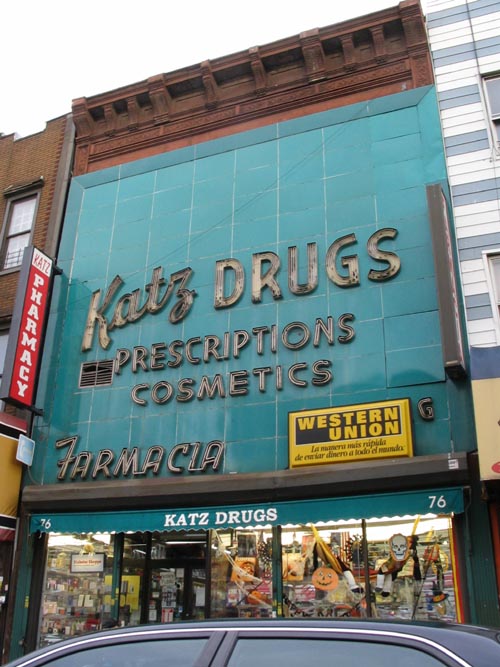 Katz DRUGS
PRESCRIPTIONS
COSMETICS
FARMACIA
G
KATZ
PHARMACY
WESTERN
UNION
La manera más rápida
de enviar dinero a todo el mundo.
76
KATZ DRUGS
76